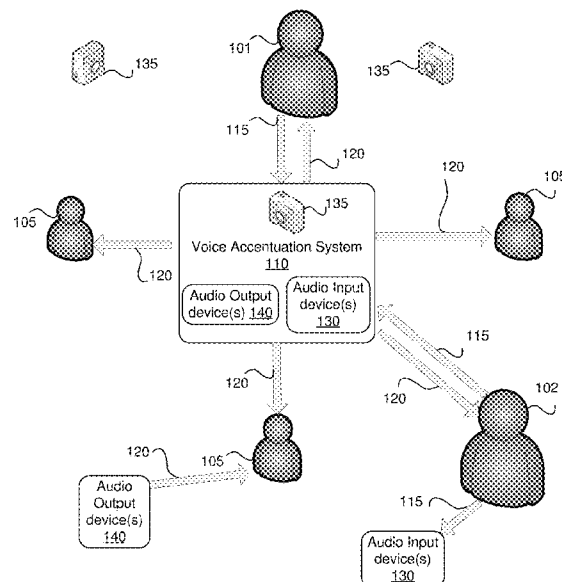 101
135
135
115
120
120
105
105
135
120
Voice Accentuation System
110
Audio Output
device(s) 140
Audio Input
device(s)
130
115
120
120
102
120
105
115
Audio
Output
device(s)
140
Audio Input
device(s)
130